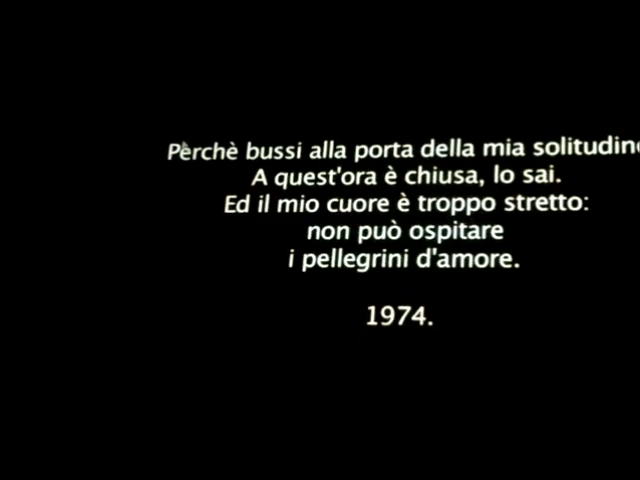 Perchè bussi alla porta della mia solitudine
A quest'ora è chiusa, lo sai.
Ed il mio cuore è troppo stretto:
non può ospitare
i pellegrini d'amore.
1974.